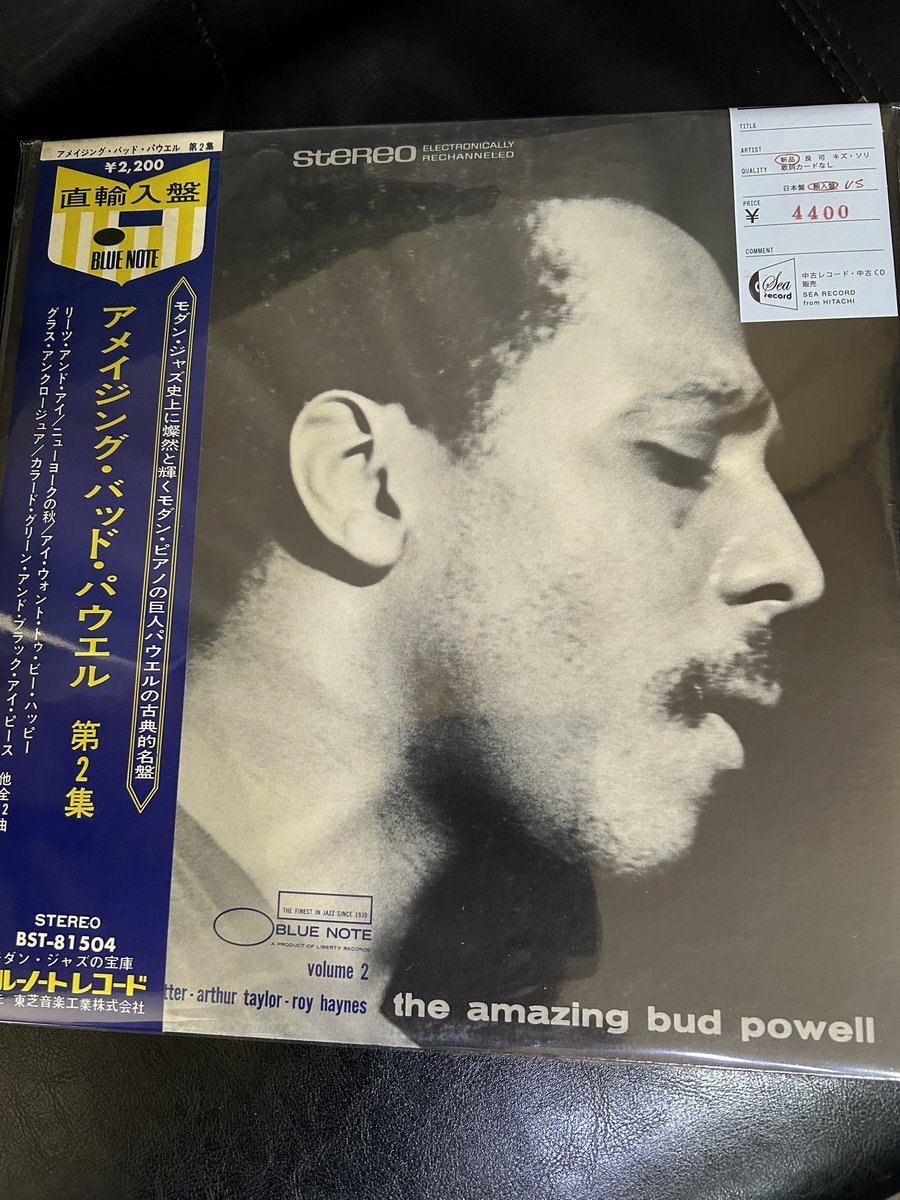 アメイジング・バッド・パウエル 第2集
¥2,200
直輸入盤
BLUE NOTE
モダン・ジャズ史上に燦然と輝くモダン・ピアノの巨人パウエルの古典的名盤
アメイジング・バッド・パウエル 第2集
リーツ・アンド・アイ/ニューヨークの秋/アイ・ウォント・トゥ・ビー・ハッピー
グラス・アンクロージュア/カラード・グリーン・アンド・ブラック・アイ・ピース 他全12曲
STEREO
BST-81504
ーダン・ジャズの宝庫
ルーノートレコード
元 東芝音楽工業株式会社
stereo ELECTRONICALLY
RECHANNELED
TITLE
ARTIST
QUALITY 新品 良 可 キズ・ソリ
歌詞カードなし
日本盤 輸入盤 US
PRICE
¥ 4400
COMMENT
Sea
record
中古レコード・中古CD
販売
SEA RECORD
from HITACHI
THE FINEST IN JAZZ SINCE 1939
BLUE NOTE
A PRODUCT OF LIBERTY RECORDS
volume 2
tter-arthur taylor-roy haynes
the amazing bud powell